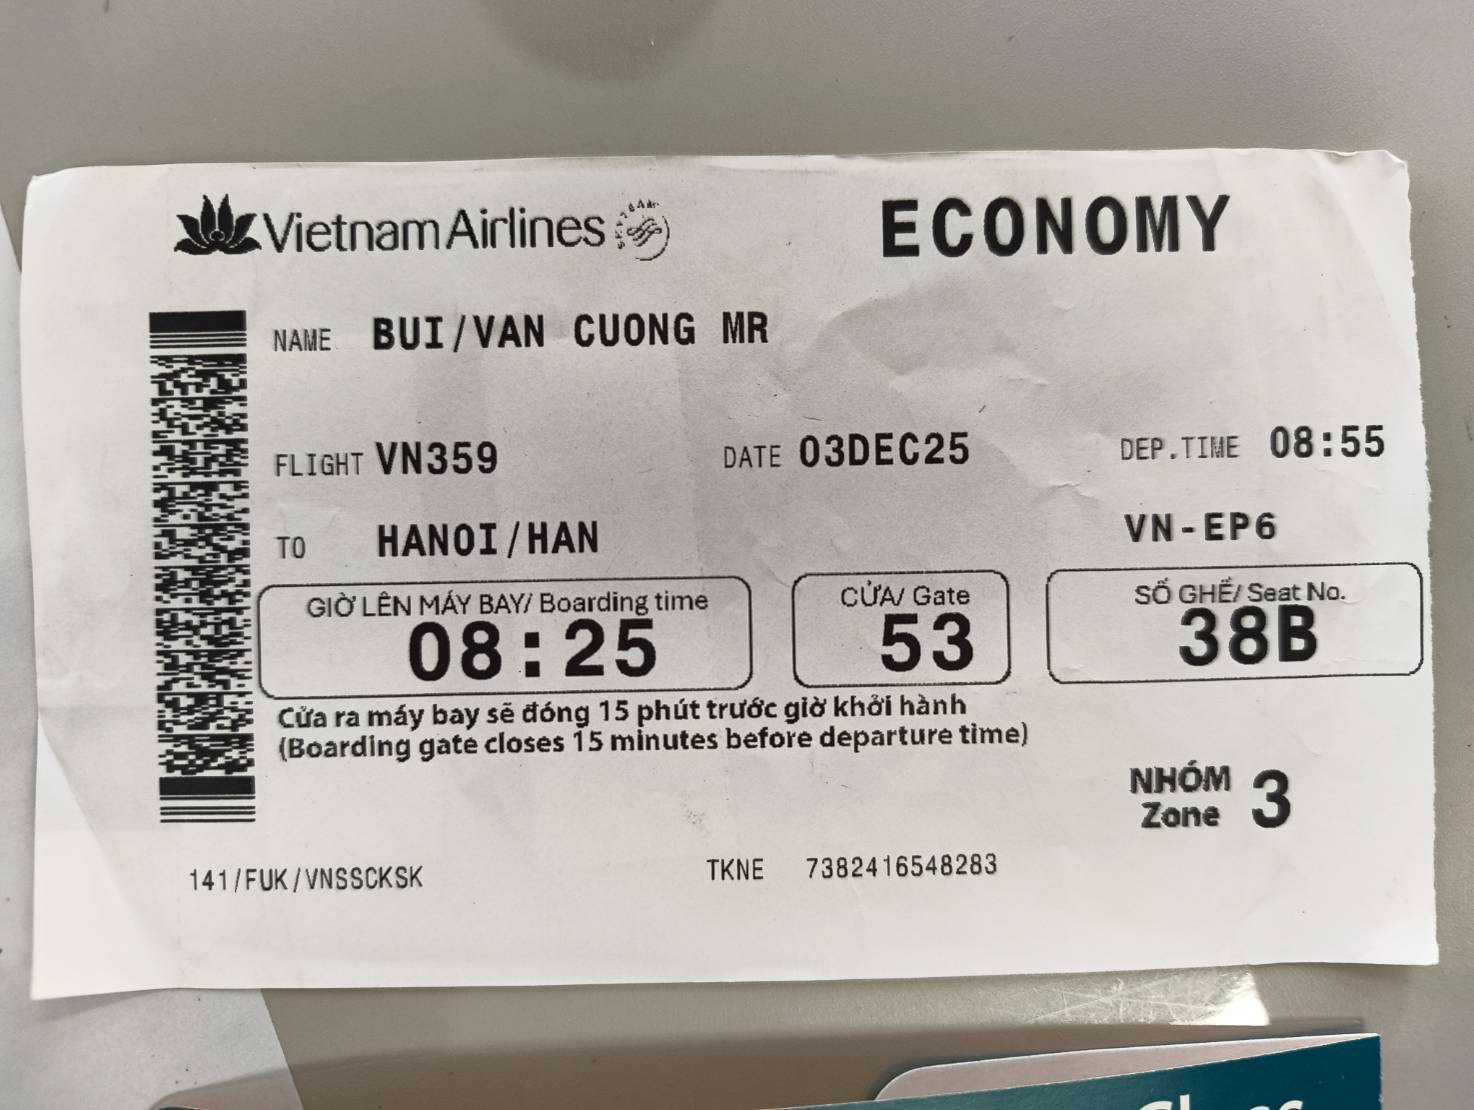 Vietnam Airlines ECONOMY
NAME BUI/VAN CUONG MR
FLIGHT VN359 DATE 03DEC25 DEP.TIME 08:55
TO HANOI/HAN VN-EP6
GIỜ LÊN MÁY BAY/ Boarding time CỬA/ Gate SỐ GHẾ/ Seat No.
08:25 53 38B
Cửa ra máy bay sẽ đóng 15 phút trước giờ khởi hành
(Boarding gate closes 15 minutes before departure time)
NHÓM
Zone 3
141/FUK/VNSSCKSK TKNE 7382416548283